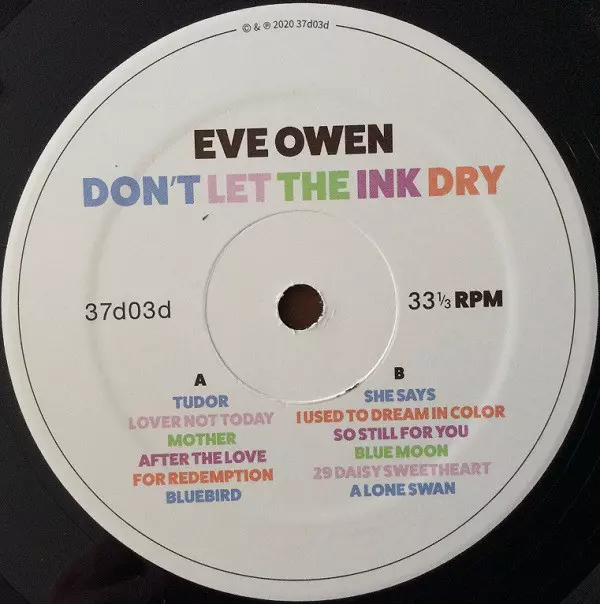 © & ℗ 2020 37d03d
EVE OWEN
DON'T LET THE INK DRY
37d03d
33⅓ RPM
A
TUDOR
LOVER NOT TODAY
MOTHER
AFTER THE LOVE
FOR REDEMPTION
BLUEBIRD
B
SHE SAYS
I USED TO DREAM IN COLOR
SO STILL FOR YOU
BLUE MOON
29 DAISY SWEETHEART
A LONE SWAN